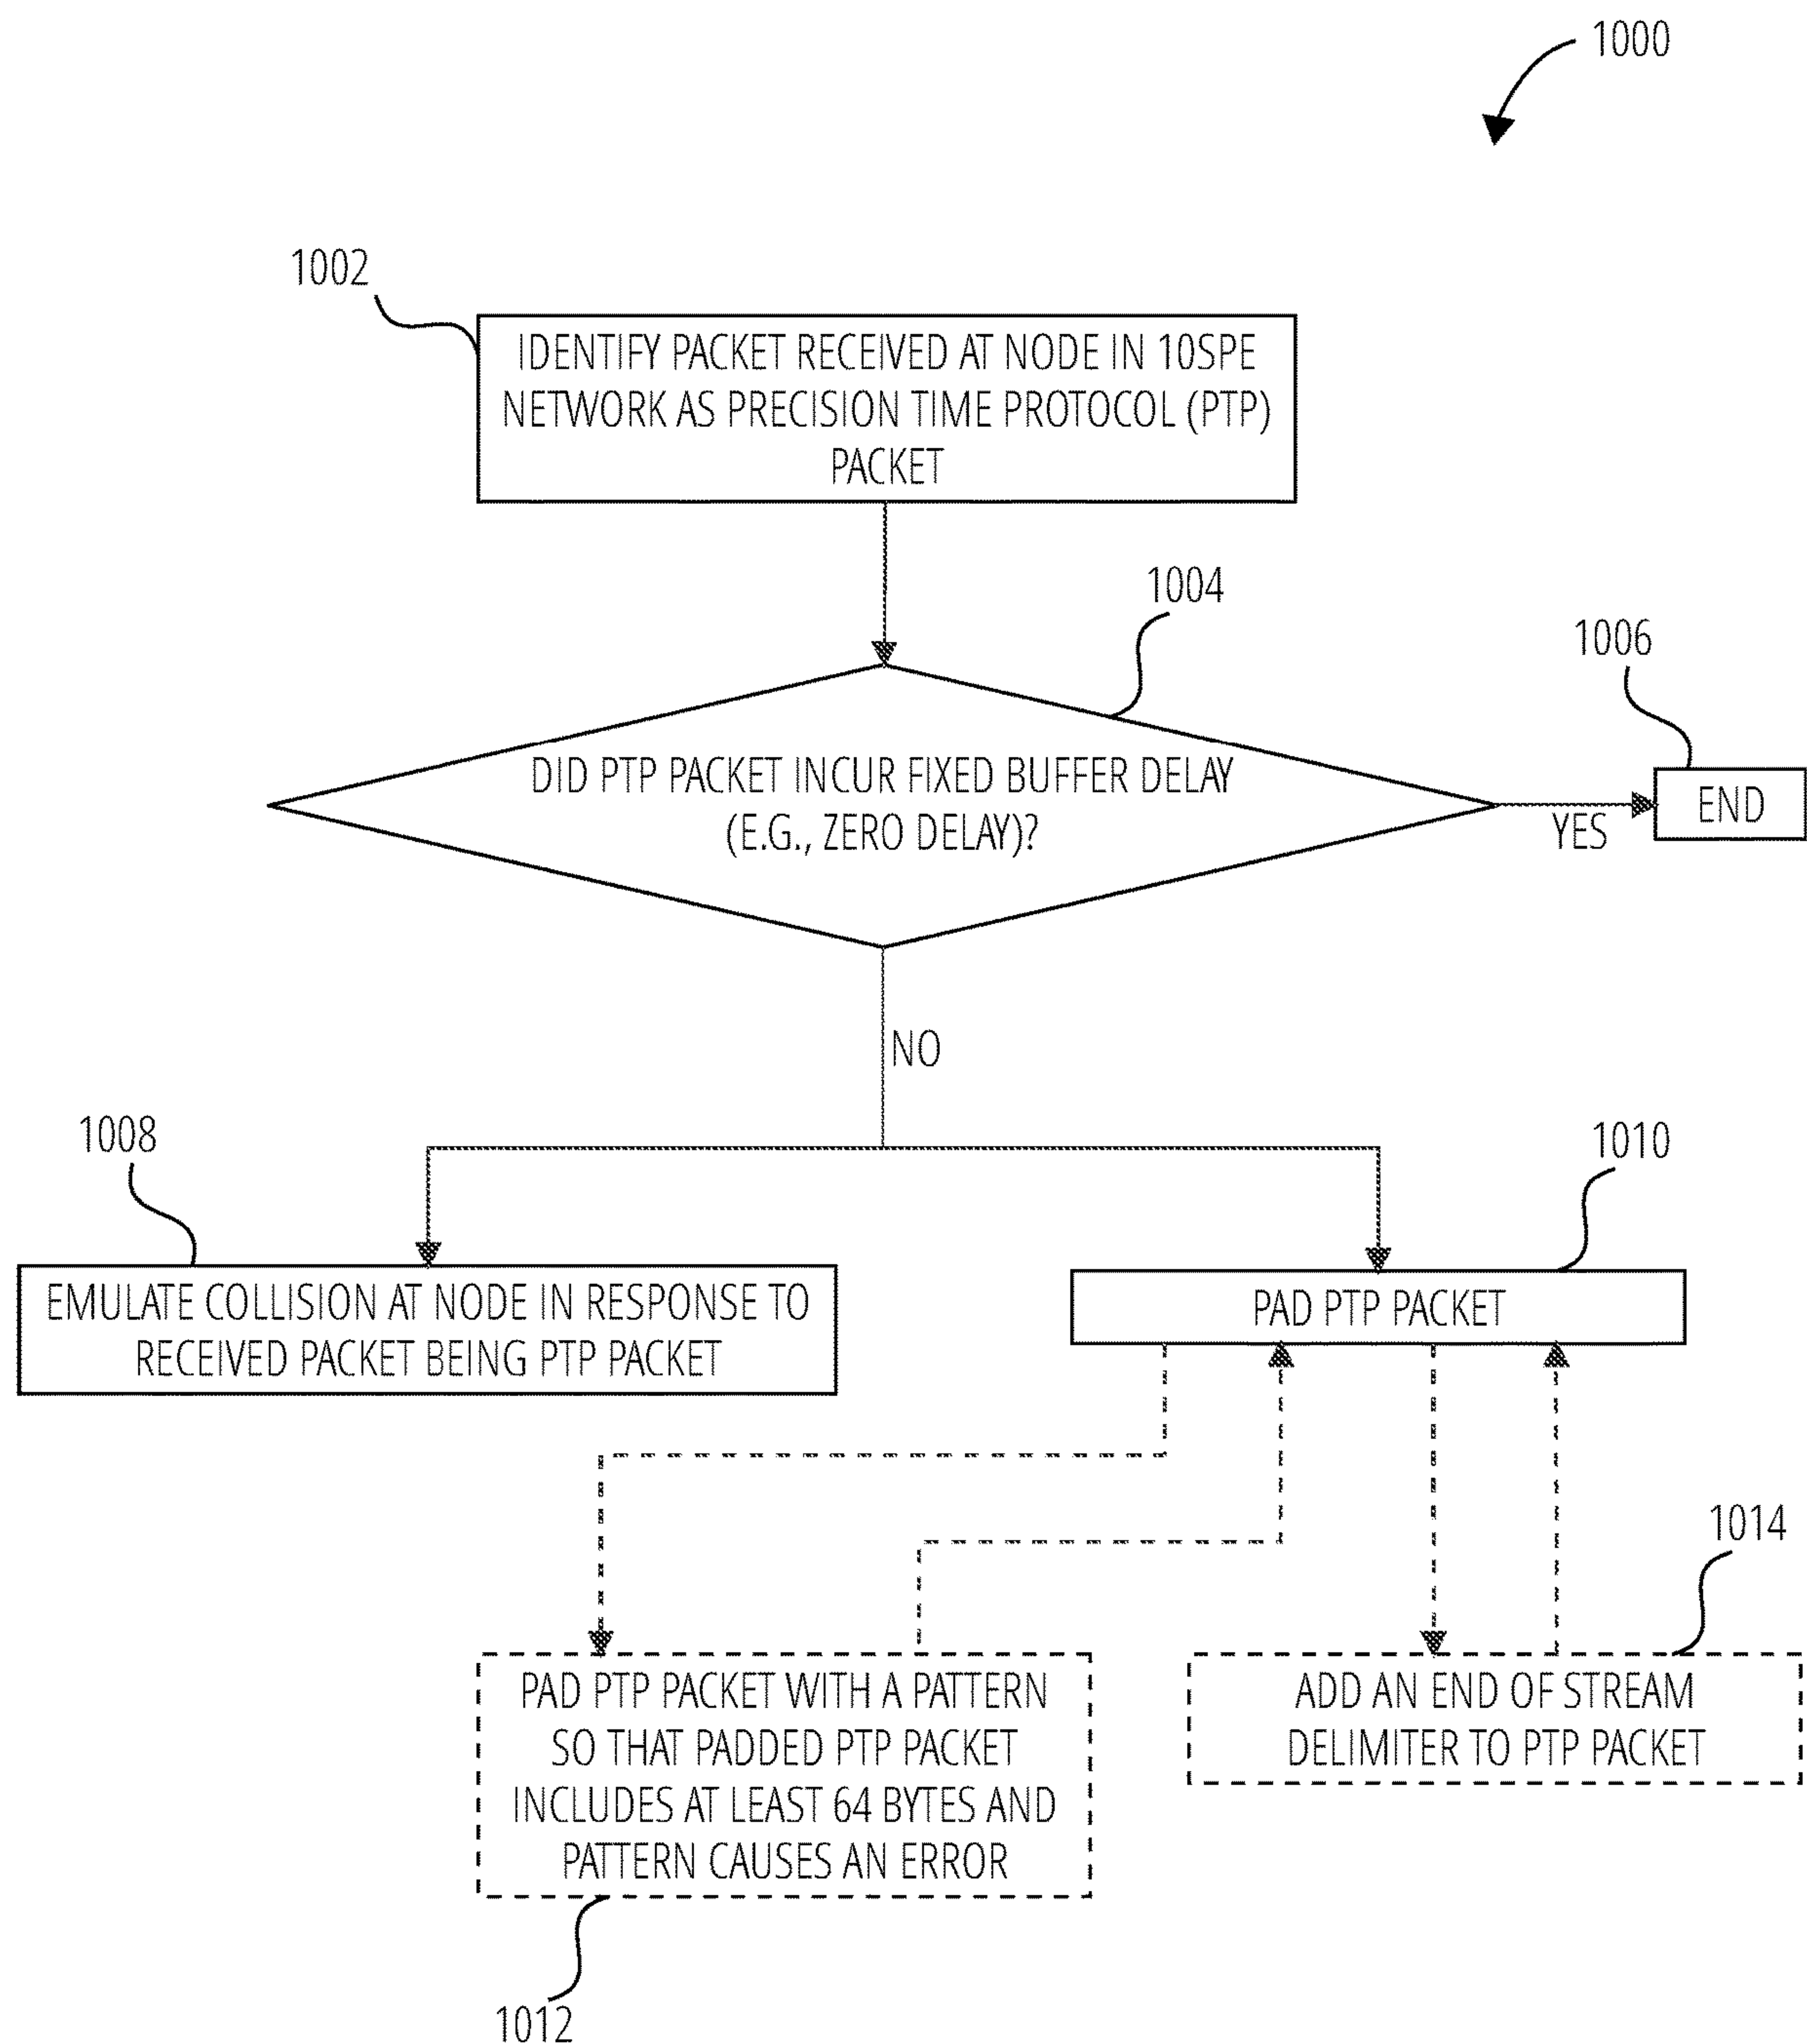 1000
1002
IDENTIFY PACKET RECEIVED AT NODE IN 10SPE
NETWORK AS PRECISION TIME PROTOCOL (PTP)
PACKET
1004
1006
DID PTP PACKET INCUR FIXED BUFFER DELAY
(E.G., ZERO DELAY)?
YES
END
NO
1008
1010
EMULATE COLLISION AT NODE IN RESPONSE TO
RECEIVED PACKET BEING PTP PACKET
PAD PTP PACKET
1014
PAD PTP PACKET WITH A PATTERN
SO THAT PADDED PTP PACKET
INCLUDES AT LEAST 64 BYTES AND
PATTERN CAUSES AN ERROR
ADD AN END OF STREAM
DELIMITER TO PTP PACKET
1012